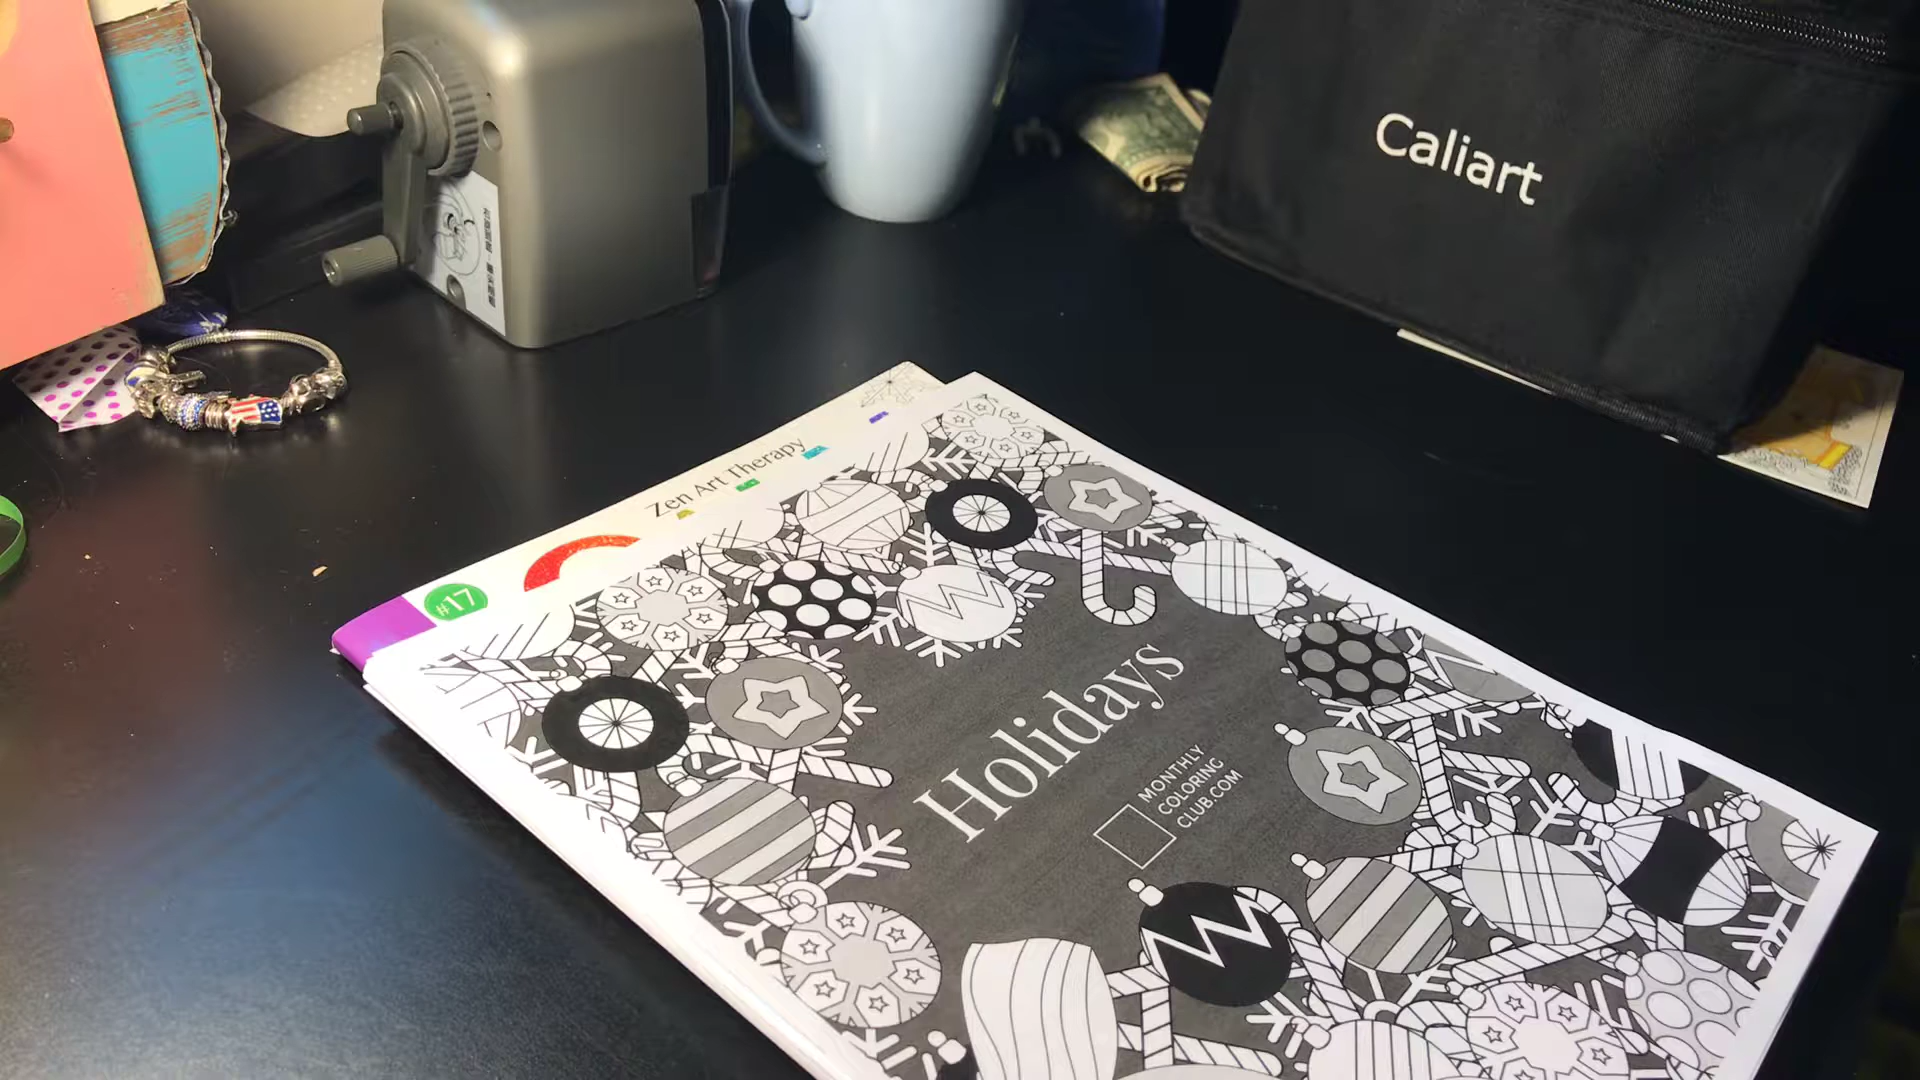 Caliart
Zen Art Therapy
#17
Holidays
MONTHLY
COLORING
CLUB.COM